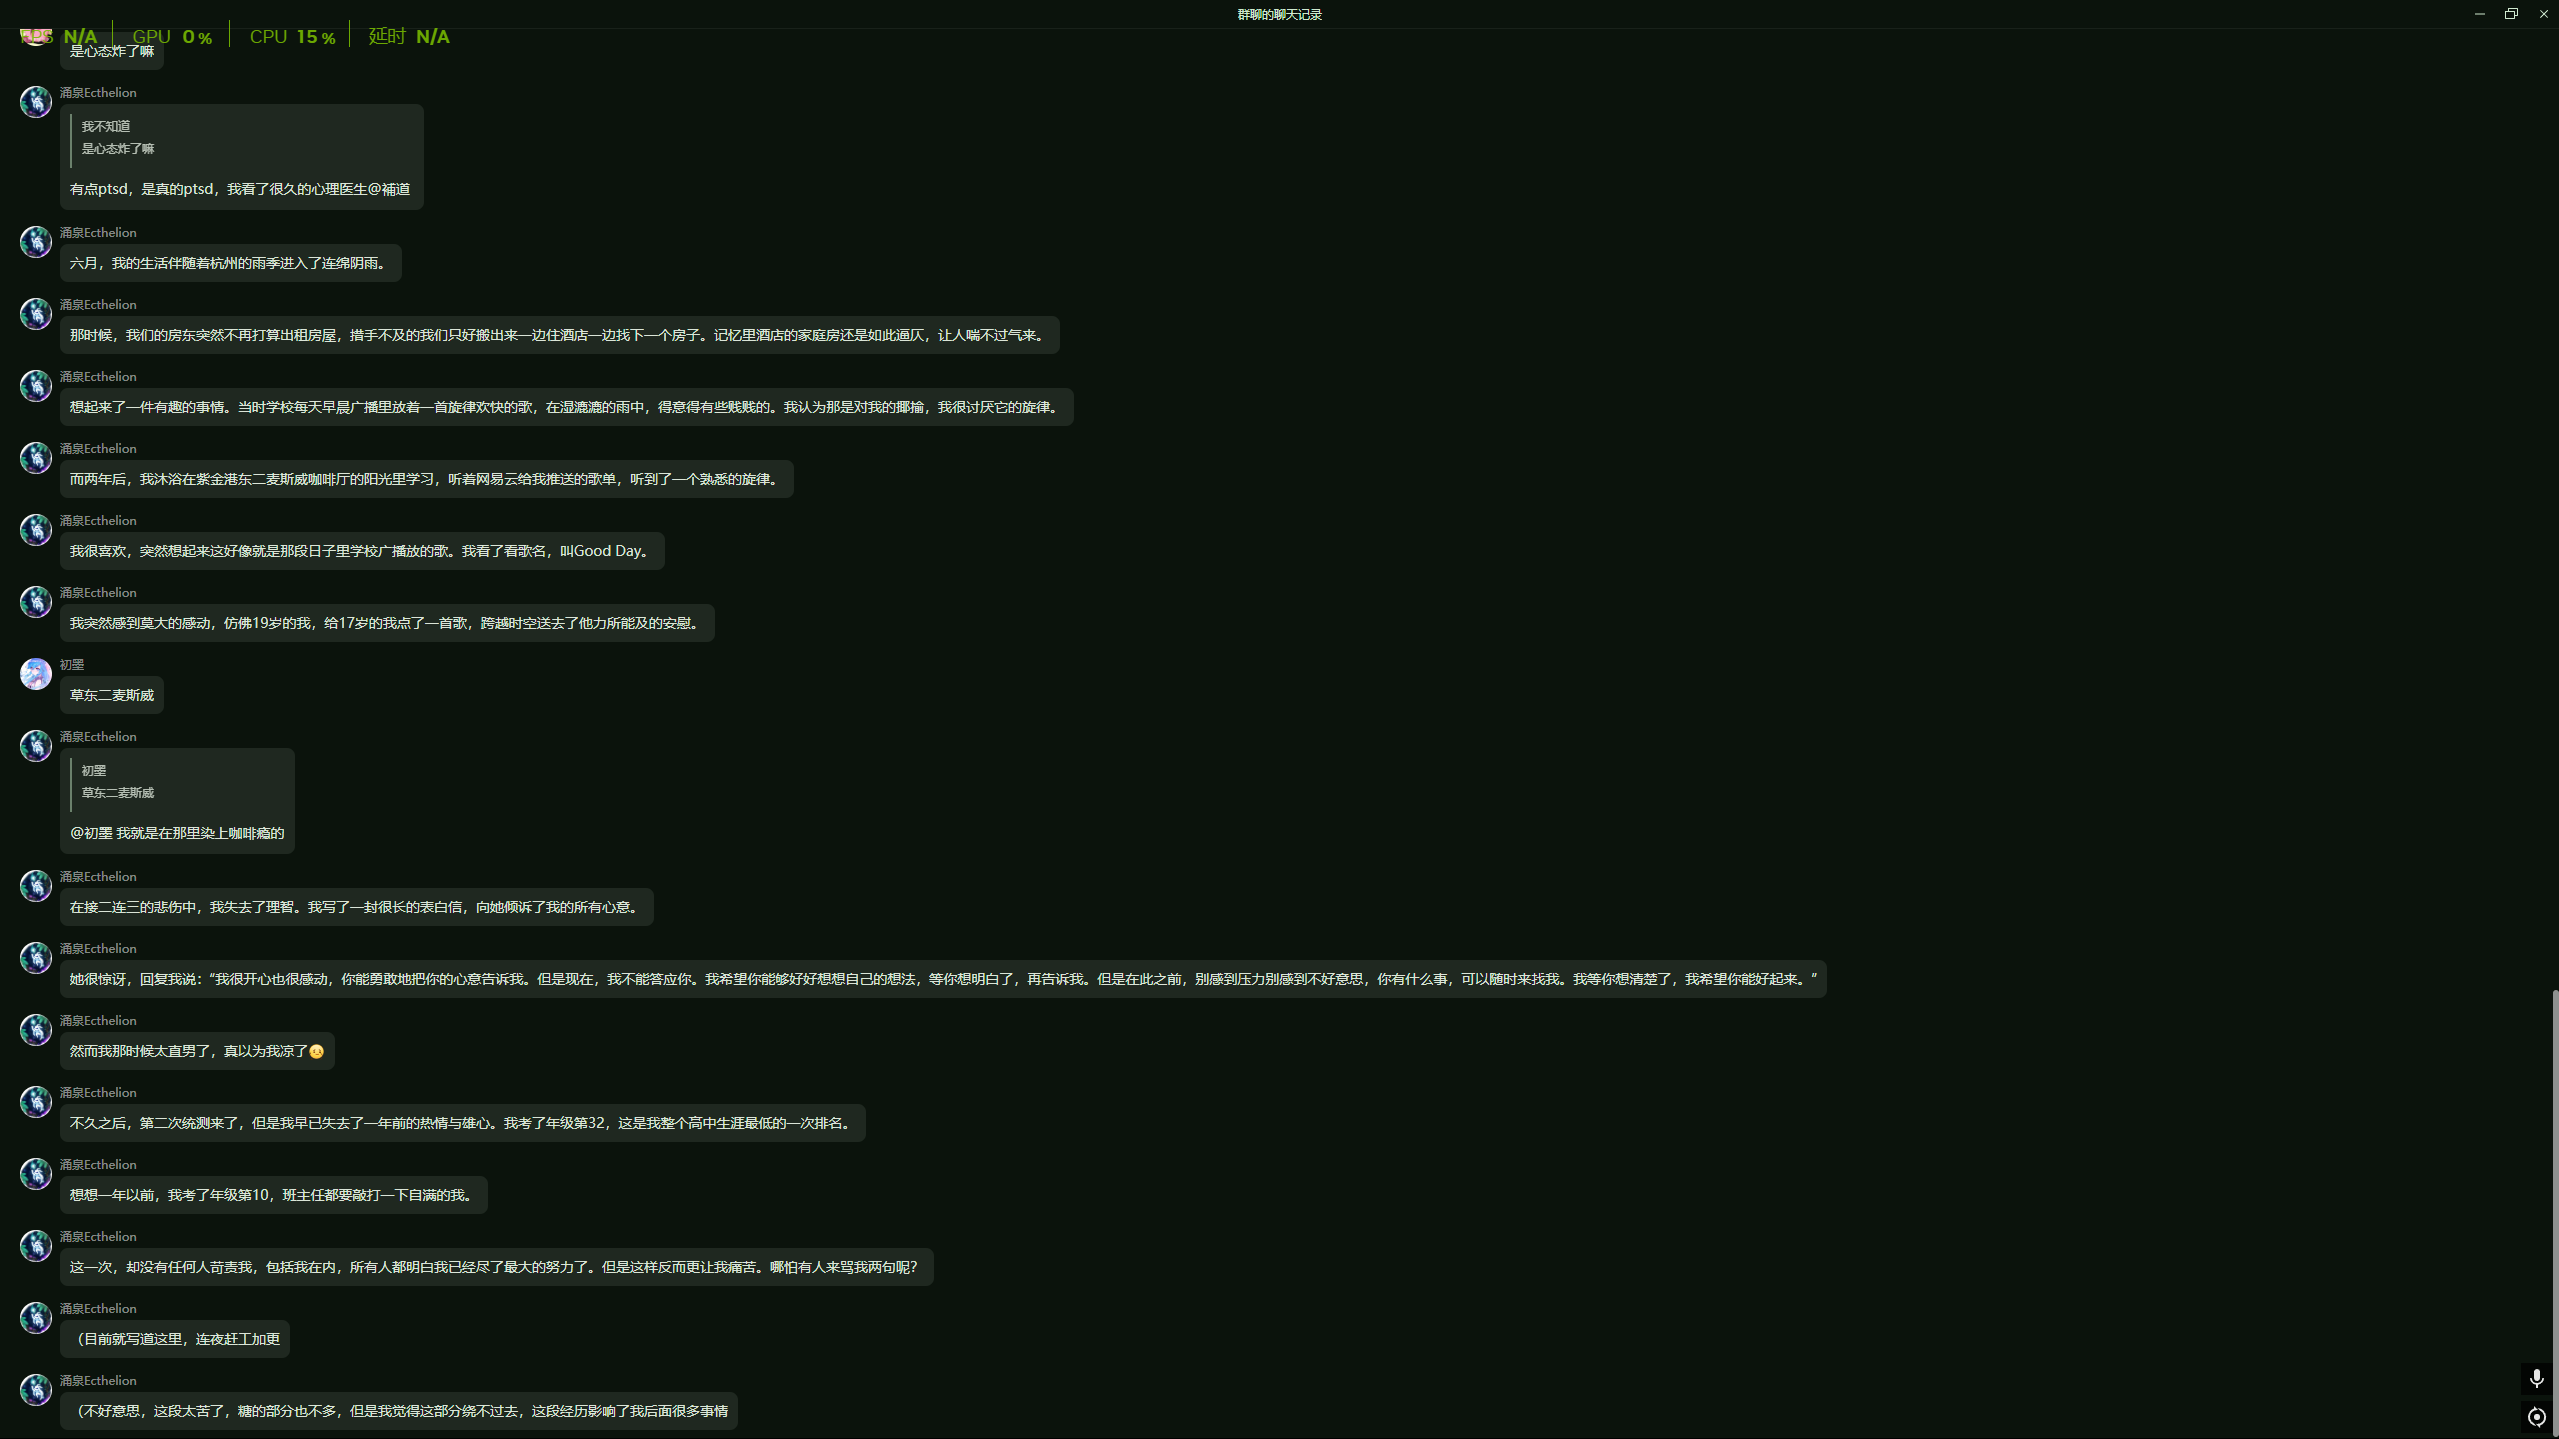 群聊的聊天记录
N/A GPU 0 % CPU 15 % 延时 N/A
是心态炸了嘛
涌泉Ecthelion
我不知道
是心态炸了嘛
有点ptsd，是真的ptsd，我看了很久的心理医生@補道
涌泉Ecthelion
六月，我的生活伴随着杭州的雨季进入了连绵阴雨。
涌泉Ecthelion
那时候，我们的房东突然不再打算出租房屋，措手不及的我们只好搬出来一边住酒店一边找下一个房子。记忆里酒店的家庭房还是如此逼仄，让人喘不过气来。
涌泉Ecthelion
想起来了一件有趣的事情。当时学校每天早晨广播里放着一首旋律欢快的歌，在湿漉漉的雨中，得意得有些贱贱的。我认为那是对我的揶揄，我很讨厌它的旋律。
涌泉Ecthelion
而两年后，我沐浴在紫金港东二麦斯威咖啡厅的阳光里学习，听着网易云给我推送的歌单，听到了一个熟悉的旋律。
涌泉Ecthelion
我很喜欢，突然想起来这好像就是那段日子里学校广播放的歌。我看了看歌名，叫Good Day。
涌泉Ecthelion
我突然感到莫大的感动，仿佛19岁的我，给17岁的我点了一首歌，跨越时空送去了他力所能及的安慰。
初墨
草东二麦斯威
涌泉Ecthelion
初墨
草东二麦斯威
@初墨 我就是在那里染上咖啡瘾的
涌泉Ecthelion
在接二连三的悲伤中，我失去了理智。我写了一封很长的表白信，向她倾诉了我的所有心意。
涌泉Ecthelion
她很惊讶，回复我说：“我很开心也很感动，你能勇敢地把你的心意告诉我。但是现在，我不能答应你。我希望你能够好好想想自己的想法，等你想明白了，再告诉我。但是在此之前，别感到压力别感到不好意思，你有什么事，可以随时来找我。我等你想清楚了，我希望你能好起来。”
涌泉Ecthelion
然而我那时候太直男了，真以为我凉了
涌泉Ecthelion
不久之后，第二次统测来了，但是我早已失去了一年前的热情与雄心。我考了年级第32，这是我整个高中生涯最低的一次排名。
涌泉Ecthelion
想想一年以前，我考了年级第10，班主任都要敲打一下自满的我。
涌泉Ecthelion
这一次，却没有任何人苛责我，包括我在内，所有人都明白我已经尽了最大的努力了。但是这样反而更让我痛苦。哪怕有人来骂我两句呢？
涌泉Ecthelion
（目前就写道这里，连夜赶工加更
涌泉Ecthelion
（不好意思，这段太苦了，糖的部分也不多，但是我觉得这部分绕不过去，这段经历影响了我后面很多事情